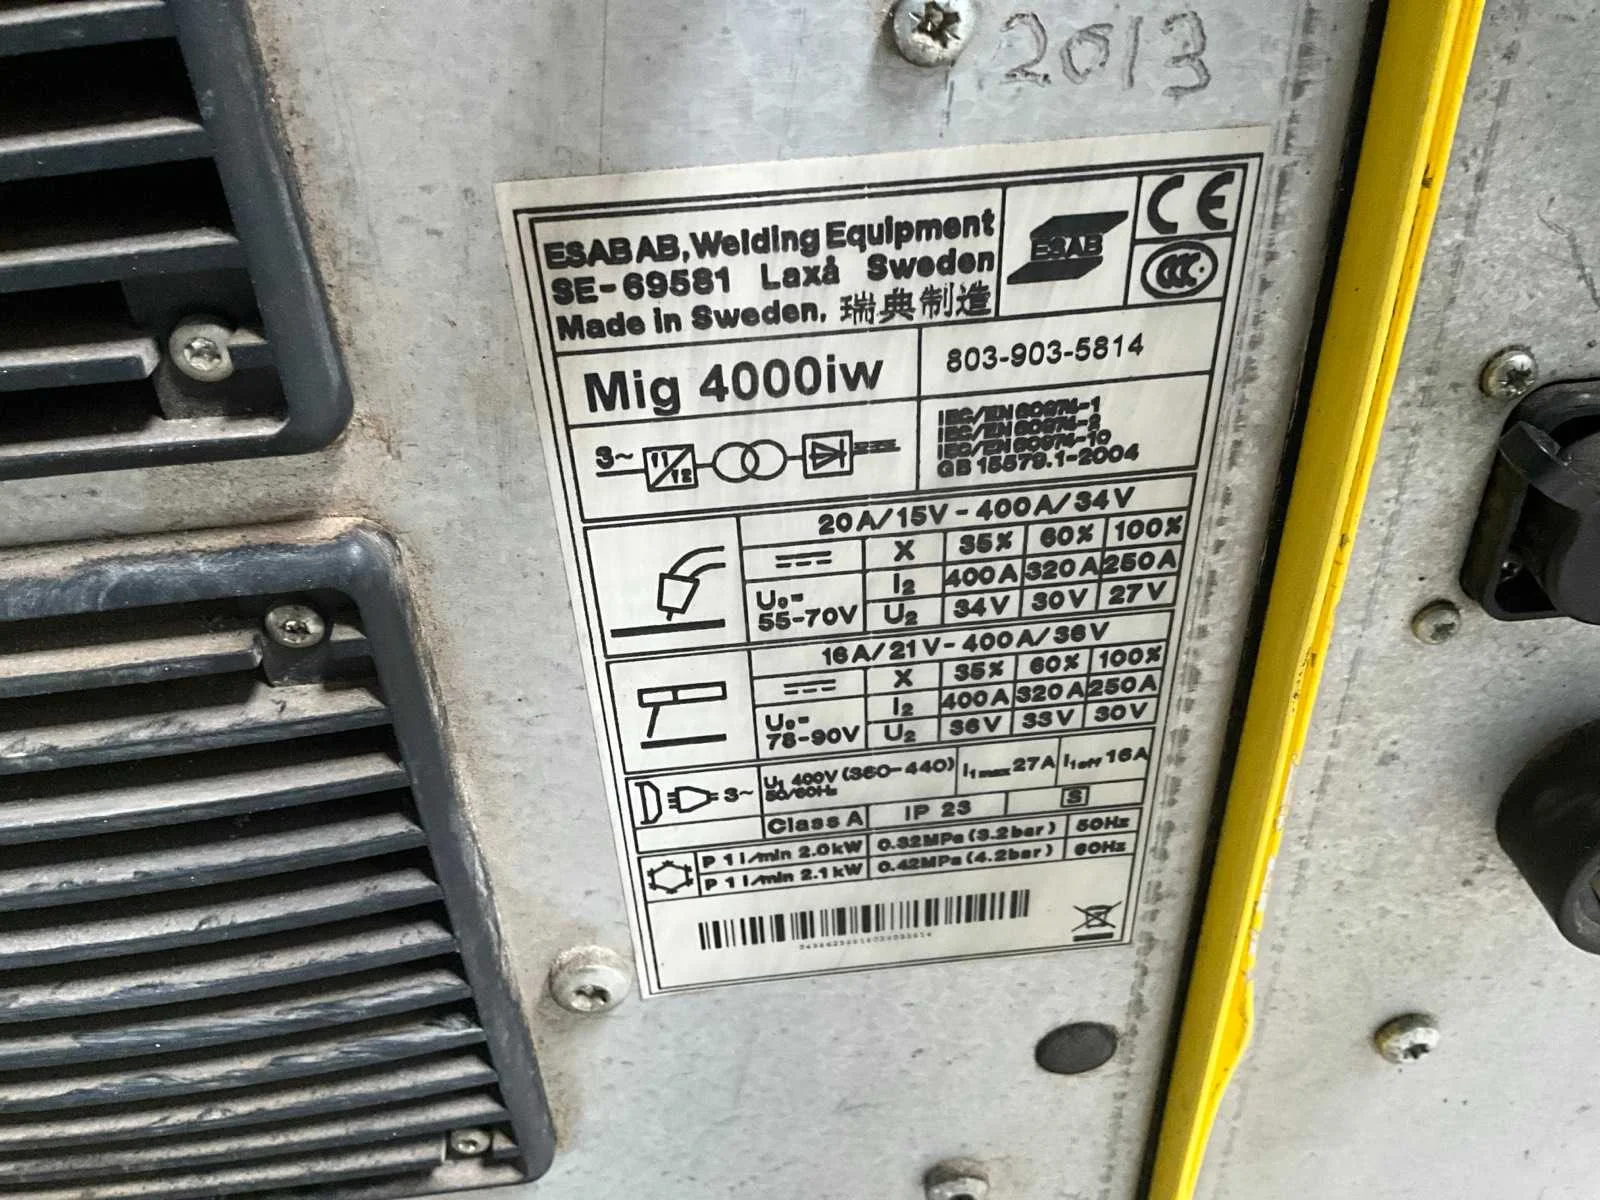 2013
ESAB AB, Welding Equipment
SE-69581 Laxå Sweden
Made in Sweden, 瑞典制造
ESAB
CE
CCC
Mig 4000iw
803-903-5814
3~ f1 f2
IEC/EN 60974-1
IEC/EN 60974-2
IEC/EN 60974-10
GB 15579.1-2004
20A/15V - 400A/34V
X 35% 60% 100%
U₀= 55-70V
I₂ 400A 320A 250A
U₂ 34V 30V 27V
16A/21V - 400A/36V
X 35% 60% 100%
U₀= 78-90V
I₂ 400A 320A 250A
U₂ 36V 33V 30V
3~ U₁ 400V (360-440) 50/60Hz I₁max 27A I₁eff 16A
Class A IP 23 S
P 1 l/min 2.0kW 0.32MPa (3.2bar) 50Hz
P 1 l/min 2.1kW 0.42MPa (4.2bar) 60Hz